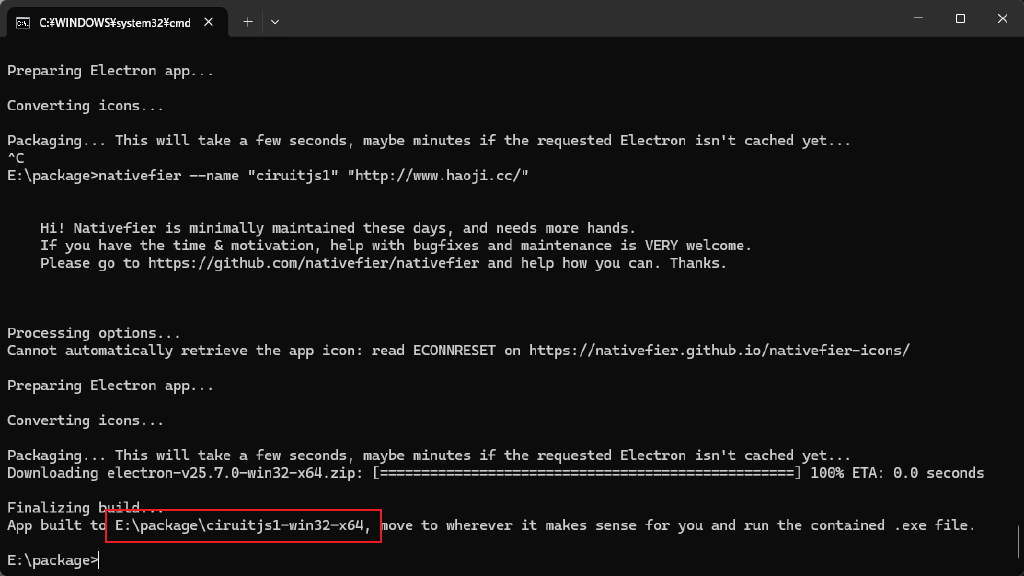 C:¥WINDOWS¥system32¥cmd
Preparing Electron app...
Converting icons...
Packaging... This will take a few seconds, maybe minutes if the requested Electron isn't cached yet...
^C
E:\package>nativefier --name "ciruitjs1" "http://www.haoji.cc/"
Hi! Nativefier is minimally maintained these days, and needs more hands.
If you have the time & motivation, help with bugfixes and maintenance is VERY welcome.
Please go to https://github.com/nativefier/nativefier and help how you can. Thanks.
Processing options...
Cannot automatically retrieve the app icon: read ECONNRESET on https://nativefier.github.io/nativefier-icons/
Preparing Electron app...
Converting icons...
Packaging... This will take a few seconds, maybe minutes if the requested Electron isn't cached yet...
Downloading electron-v25.7.0-win32-x64.zip: [==================================================] 100% ETA: 0.0 seconds
Finalizing build...
App built to E:\package\ciruitjs1-win32-x64, move to wherever it makes sense for you and run the contained .exe file.
E:\package>